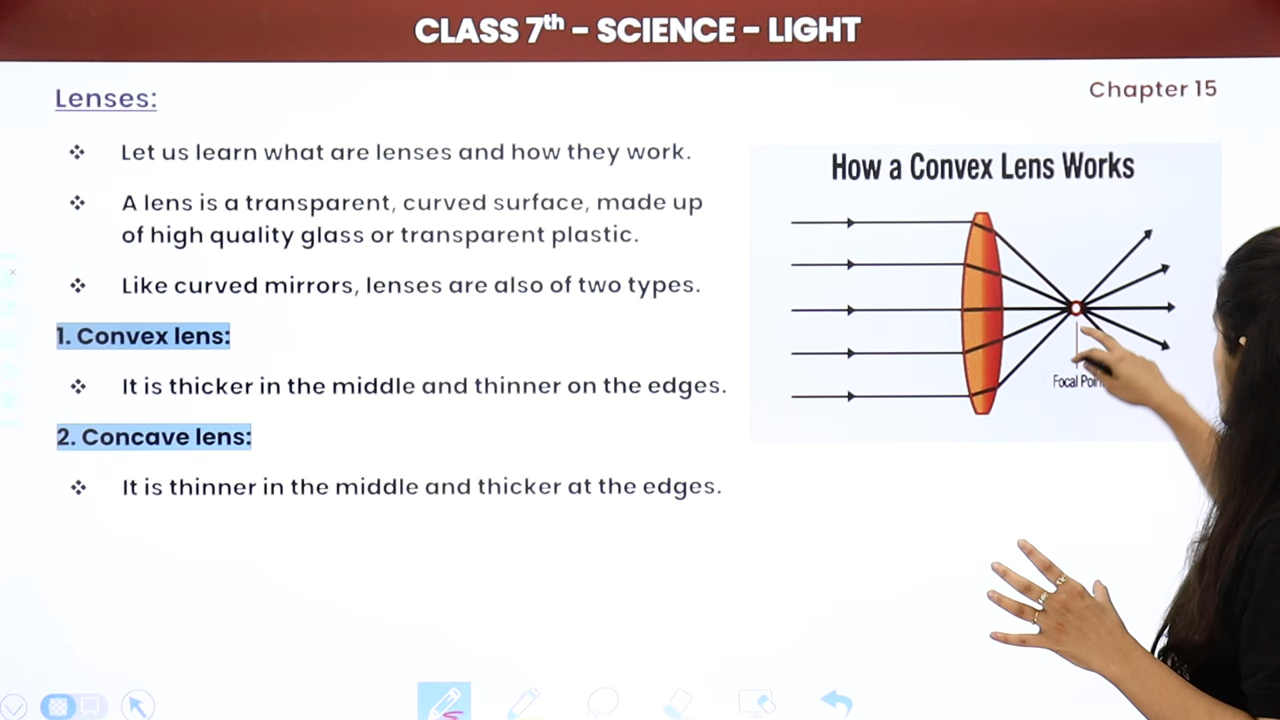 CLASS 7th – SCIENCE – LIGHT
Lenses:
Chapter 15
❖ Let us learn what are lenses and how they work.
❖ A lens is a transparent, curved surface, made up
of high quality glass or transparent plastic.
❖ Like curved mirrors, lenses are also of two types.
1. Convex lens:
❖ It is thicker in the middle and thinner on the edges.
2. Concave lens:
❖ It is thinner in the middle and thicker at the edges.
How a Convex Lens Works
Focal